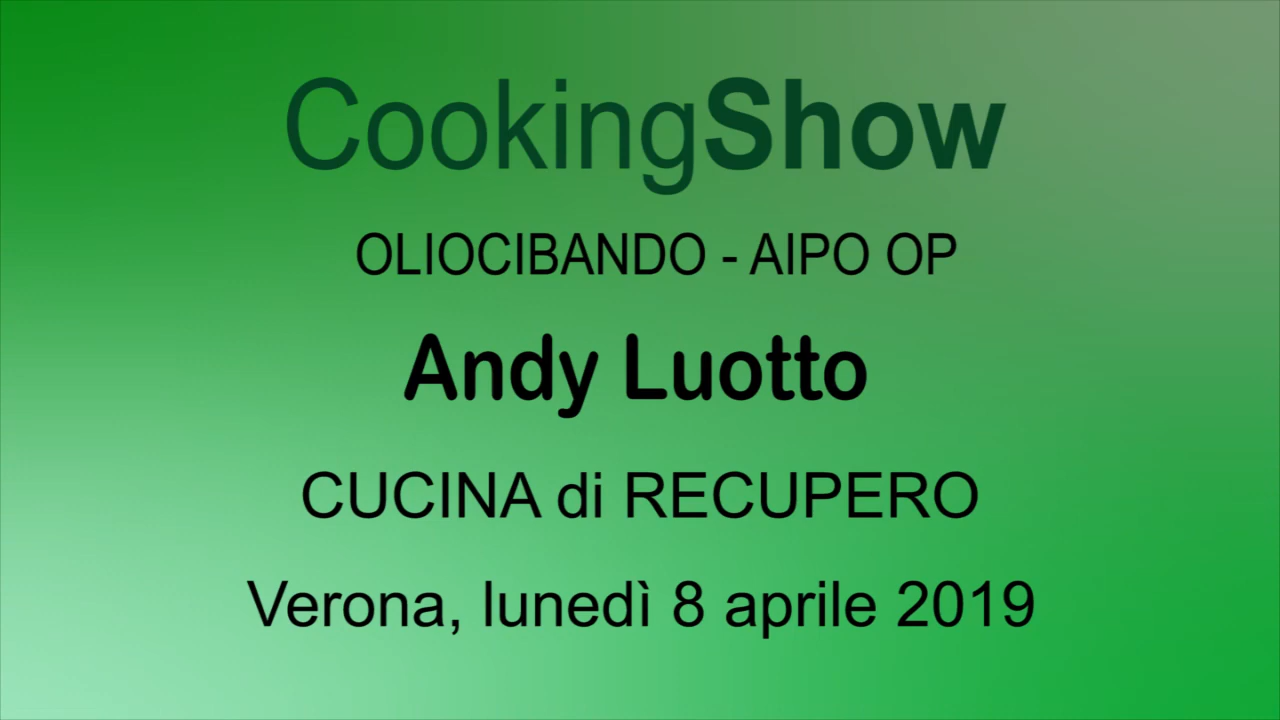 CookingShow
OLIOCIBANDO - AIPO OP
Andy Luotto
CUCINA di RECUPERO
Verona, lunedì 8 aprile 2019